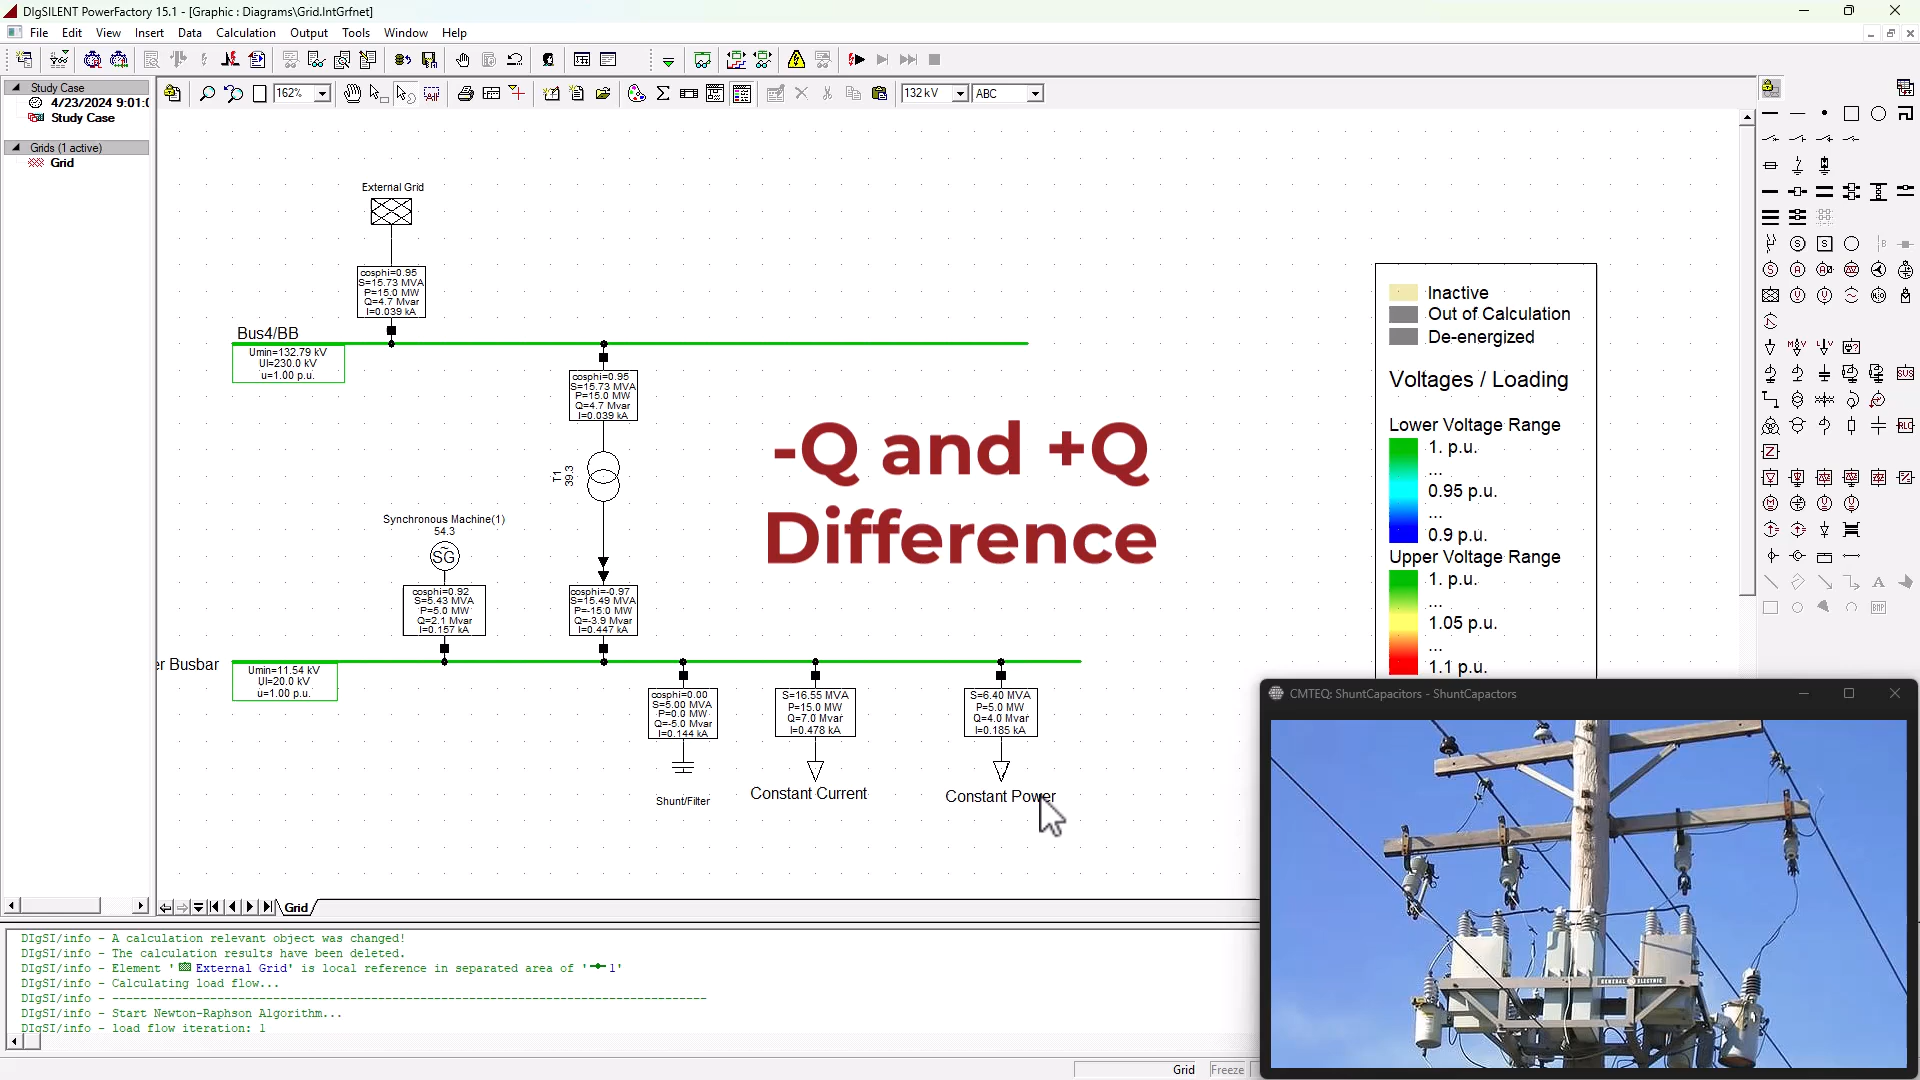 DIgSILENT PowerFactory 15.1 - [Graphic : Diagrams\Grid.IntGrfnet]
File Edit View Insert Data Calculation Output Tools Window Help
Study Case
4/23/2024 9:01:0
Study Case
Grids (1 active)
Grid
162%
132 kV
ABC
External Grid
cosphi=0.95
S=15.73 MVA
P=15.0 MW
Q=4.7 Mvar
I=0.039 kA
Bus4/BB
Umin=132.79 kV
Ul=230.0 kV
u=1.00 p.u.
cosphi=0.95
S=15.73 MVA
P=15.0 MW
Q=4.7 Mvar
I=0.039 kA
T1
39.3
-Q and +Q
Difference
Synchronous Machine(1)
54.3
SG
cosphi=0.92
S=5.43 MVA
P=5.0 MW
Q=2.1 Mvar
I=0.157 kA
cosphi=-0.97
S=15.49 MVA
P=-15.0 MW
Q=-3.9 Mvar
I=0.447 kA
er Busbar
Umin=11.54 kV
Ul=20.0 kV
u=1.00 p.u.
cosphi=0.00
S=5.00 MVA
P=0.0 MW
Q=-5.0 Mvar
I=0.144 kA
Shunt/Filter
S=16.55 MVA
P=15.0 MW
Q=7.0 Mvar
I=0.478 kA
Constant Current
S=6.40 MVA
P=5.0 MW
Q=4.0 Mvar
I=0.185 kA
Constant Power
Inactive
Out of Calculation
De-energized
Voltages / Loading
Lower Voltage Range
1. p.u.
...
0.95 p.u.
...
0.9 p.u.
Upper Voltage Range
1. p.u.
...
1.05 p.u.
...
1.1 p.u.
CMTEQ: ShuntCapacitors - ShuntCapactors
GENERAL ELECTRIC
Grid
DIgSI/info - A calculation relevant object was changed!
DIgSI/info - The calculation results have been deleted.
DIgSI/info - Element ' External Grid' is local reference in separated area of ' 1'
DIgSI/info - Calculating load flow...
DIgSI/info - --------------------------------------------------------------------------------
DIgSI/info - Start Newton-Raphson Algorithm...
DIgSI/info - load flow iteration: 1
Grid
Freeze